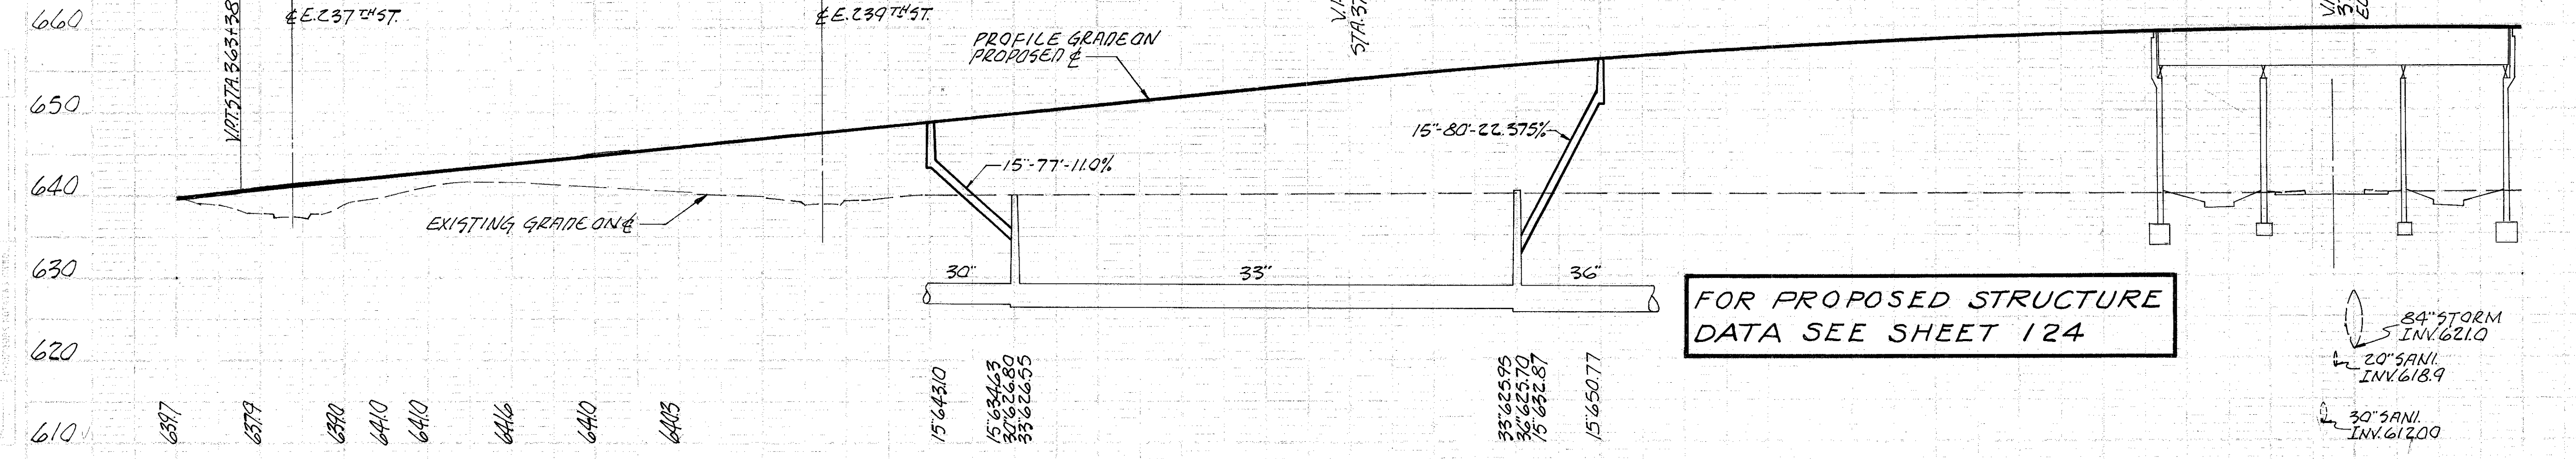 660
650
640
630
620
610
V.P.T. STA. 363+38
℄ E. 237TH ST.
℄ E. 239TH ST.
PROFILE GRADE ON
PROPOSED ℄
EXISTING GRADE ON ℄
15"-77'-11.0%
15"-80'-22.375%
30"
33"
36"
FOR PROPOSED STRUCTURE
DATA SEE SHEET 124
84" STORM
INV. 621.0
20" SANI.
INV. 618.9
30" SANI.
INV. 612.00
639.7
637.9
639.0
641.0
641.0
641.6
641.0
640.3
15" 643.10
15" 634.63
30" 626.80
33" 626.55
33" 625.95
36" 625.70
15" 632.87
15" 650.77